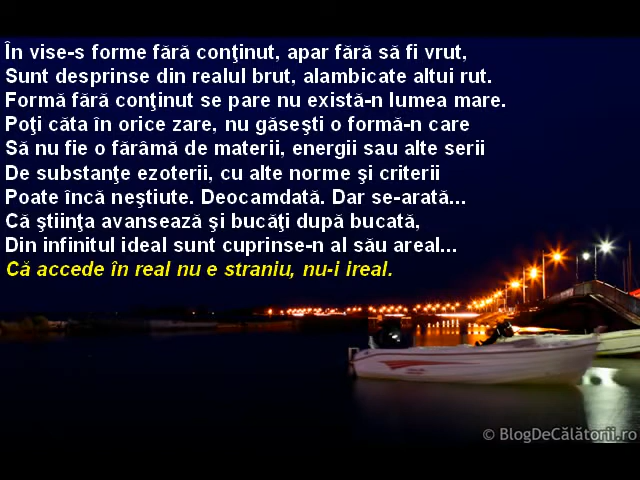 În vise-s forme fără conţinut, apar fără să fi vrut,
Sunt desprinse din realul brut, alambicate altui rut.
Formă fără conţinut se pare nu există-n lumea mare.
Poţi căta în orice zare, nu găseşti o formă-n care
Să nu fie o fărâmă de materii, energii sau alte serii
De substanţe ezoterii, cu alte norme şi criterii
Poate încă neştiute. Deocamdată. Dar se-arată...
Că ştiinţa avansează şi bucăţi după bucată,
Din infinitul ideal sunt cuprinse-n al său areal...
Că accede în real nu e straniu, nu-i ireal.
© BlogDeCălătorii.ro